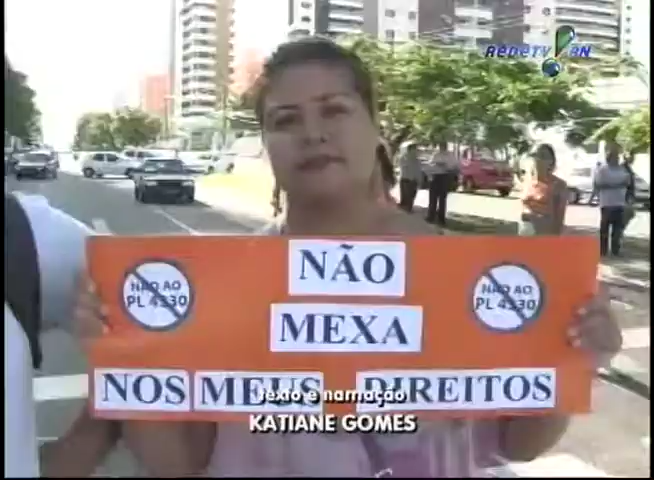 REDETV! RN
NÃO
MEXA
NOS MEUS DIREITOS
NÃO AO
PL 4330
NÃO AO
PL 4330
texto e narração
KATIANE GOMES